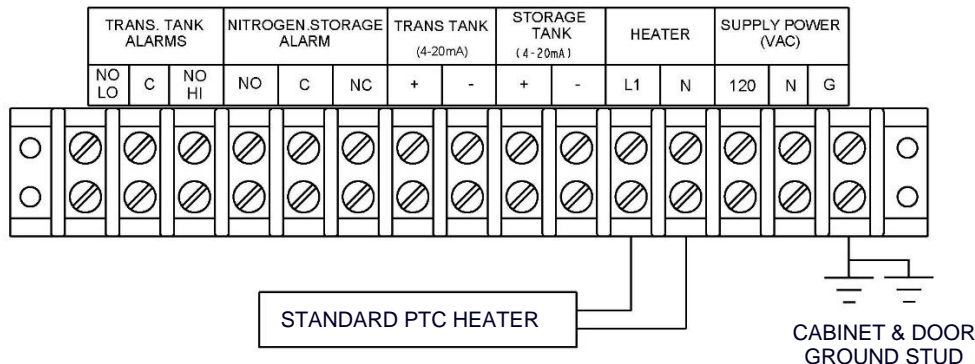 TRANS. TANK
ALARMS
NITROGEN.STORAGE
ALARM
TRANS TANK
(4-20mA)
STORAGE
TANK
(4-20mA)
HEATER
SUPPLY POWER
(VAC)
NO
LO
C
NO
HI
NO
C
NC
+
-
+
-
L1
N
120
N
G
STANDARD PTC HEATER
CABINET & DOOR
GROUND STUD